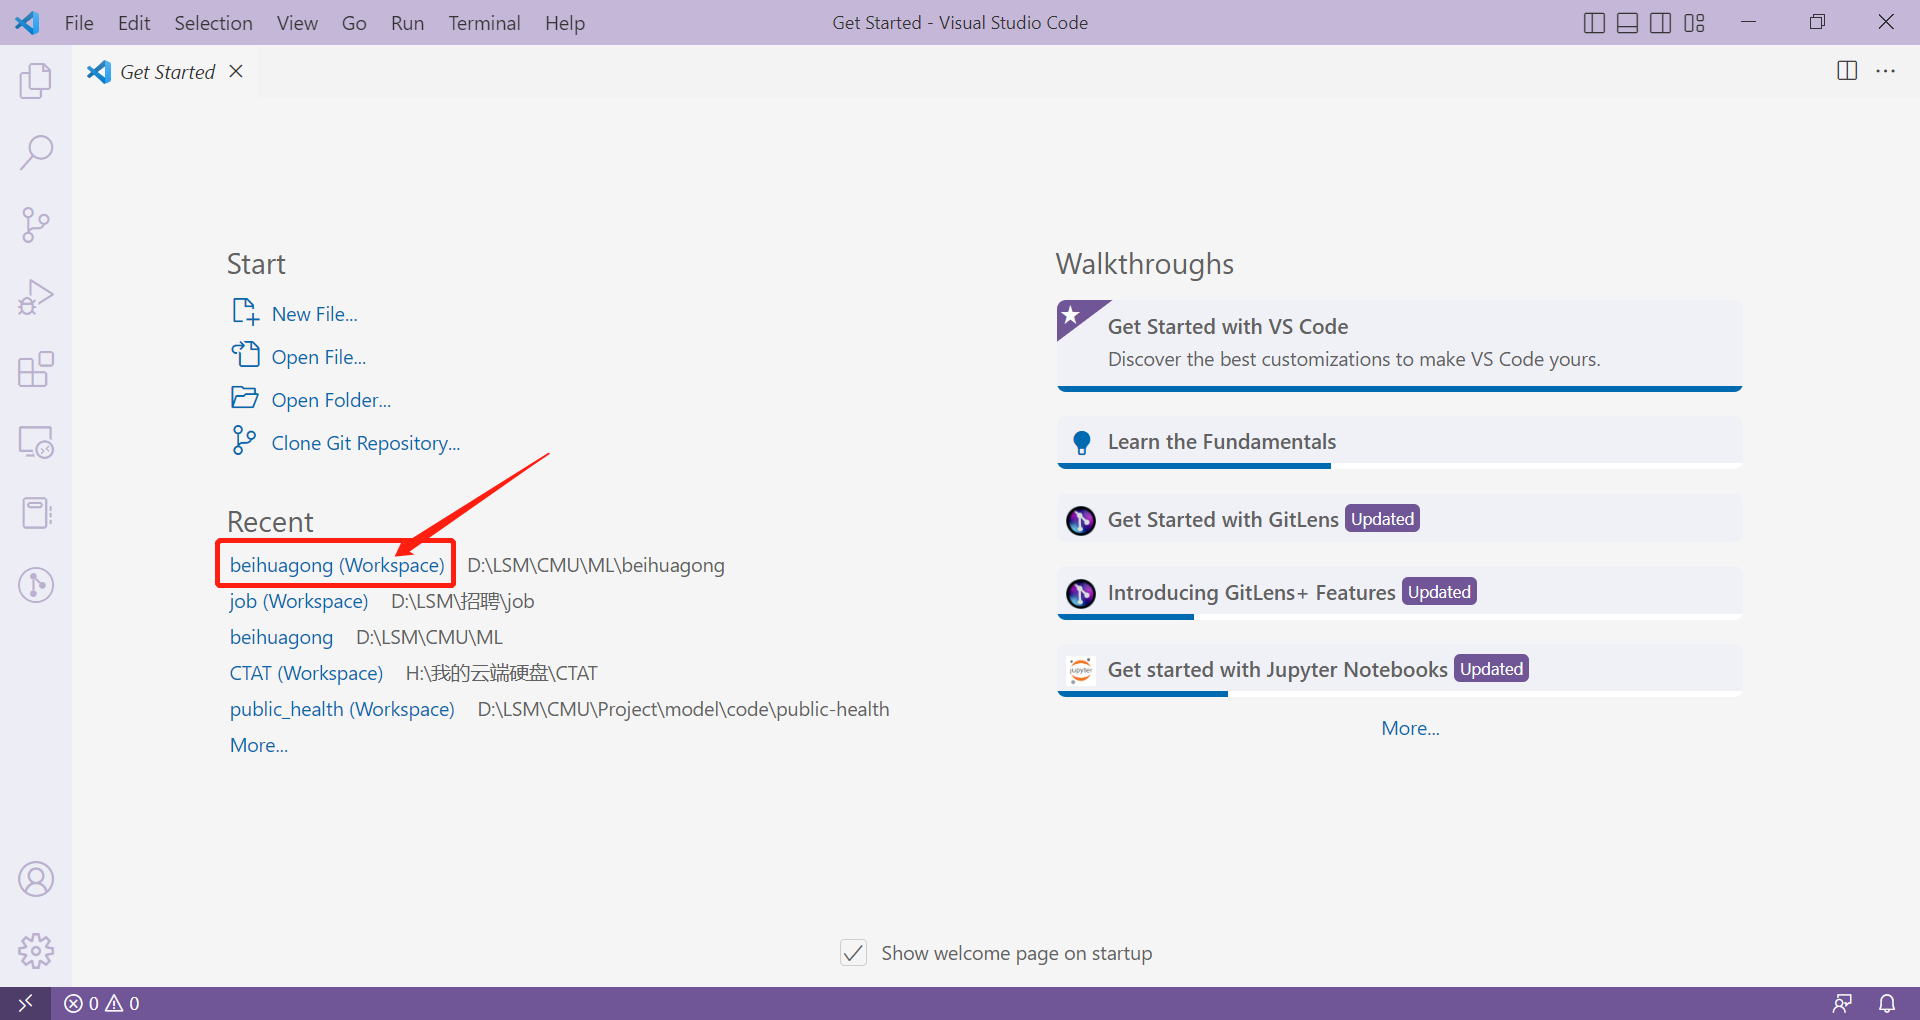 File Edit Selection View Go Run Terminal Help
Get Started - Visual Studio Code
Get Started
Start
New File...
Open File...
Open Folder...
Clone Git Repository...
Recent
beihuagong (Workspace) D:\LSM\CMU\ML\beihuagong
job (Workspace) D:\LSM\招聘\job
beihuagong D:\LSM\CMU\ML
CTAT (Workspace) H:\我的云端硬盘\CTAT
public_health (Workspace) D:\LSM\CMU\Project\model\code\public-health
More...
Walkthroughs
Get Started with VS Code
Discover the best customizations to make VS Code yours.
Learn the Fundamentals
Get Started with GitLens Updated
Introducing GitLens+ Features Updated
jupyter
Get started with Jupyter Notebooks Updated
More...
Show welcome page on startup
0 0